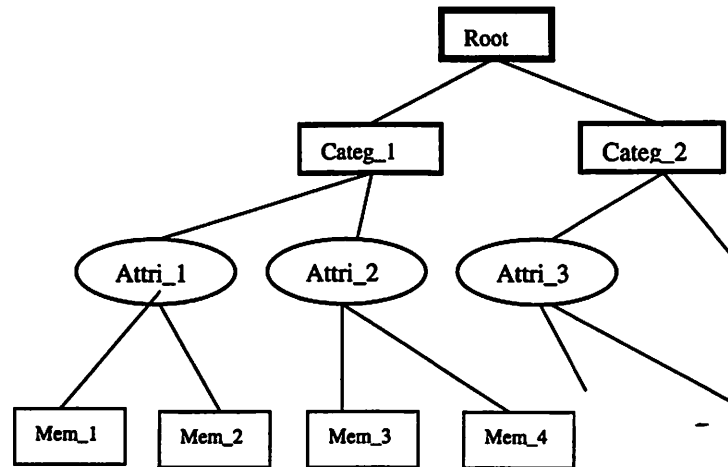 Root
Categ_1
Categ_2
Attri_1
Attri_2
Attri_3
Mem_1
Mem_2
Mem_3
Mem_4